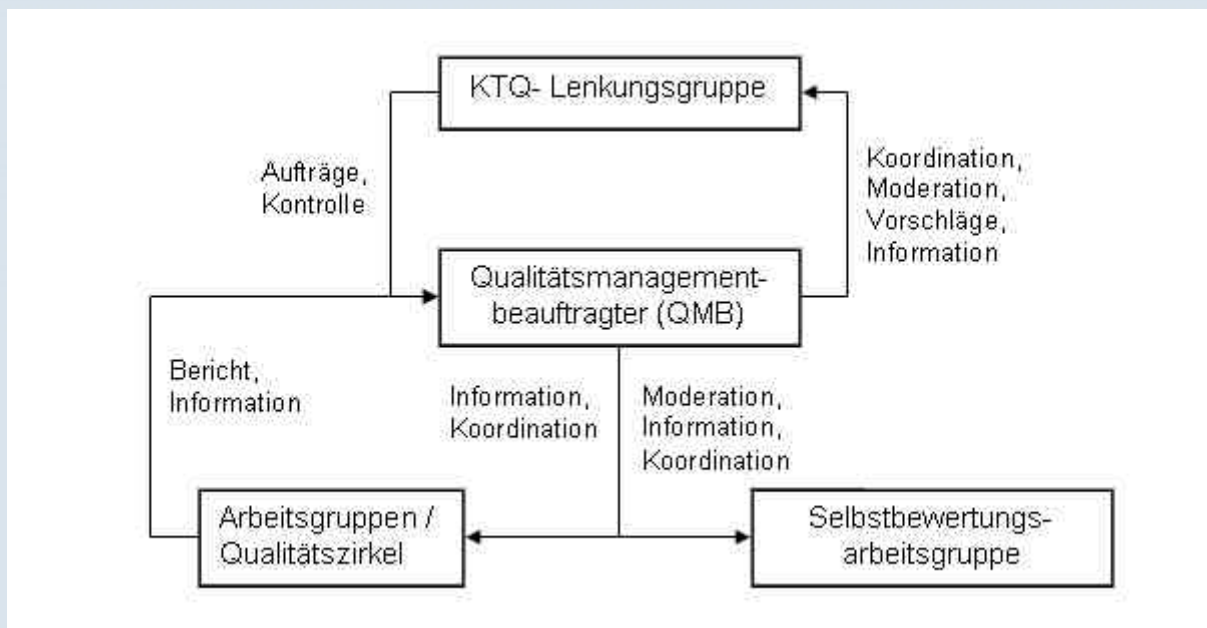 KTQ- Lenkungsgruppe
Aufträge,
Kontrolle
Koordination,
Moderation,
Vorschläge,
Information
Qualitätsmanagement-
beauftragter (QMB)
Bericht,
Information
Information,
Koordination
Moderation,
Information,
Koordination
Arbeitsgruppen /
Qualitätszirkel
Selbstbewertungs-
arbeitsgruppe